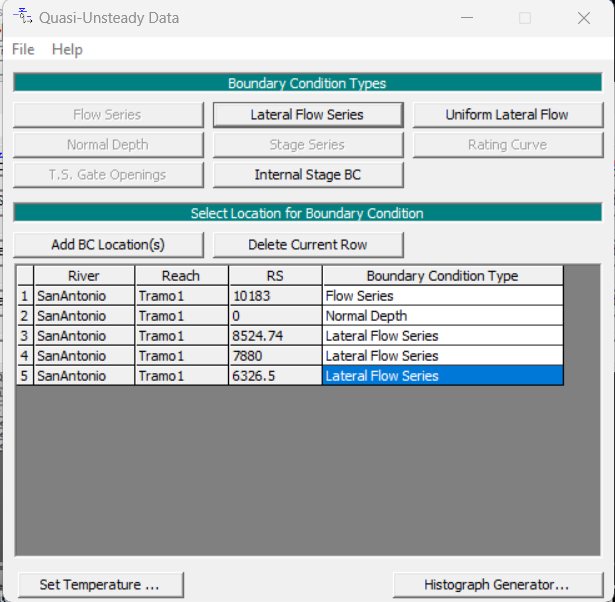 Quasi-Unsteady Data
File Help
Boundary Condition Types
Flow Series Lateral Flow Series Uniform Lateral Flow
Normal Depth Stage Series Rating Curve
T.S. Gate Openings Internal Stage BC
Select Location for Boundary Condition
Add BC Location(s) Delete Current Row
River Reach RS Boundary Condition Type
1 SanAntonio Tramo1 10183 Flow Series
2 SanAntonio Tramo1 0 Normal Depth
3 SanAntonio Tramo1 8524.74 Lateral Flow Series
4 SanAntonio Tramo1 7880 Lateral Flow Series
5 SanAntonio Tramo1 6326.5 Lateral Flow Series
Set Temperature ... Histograph Generator...